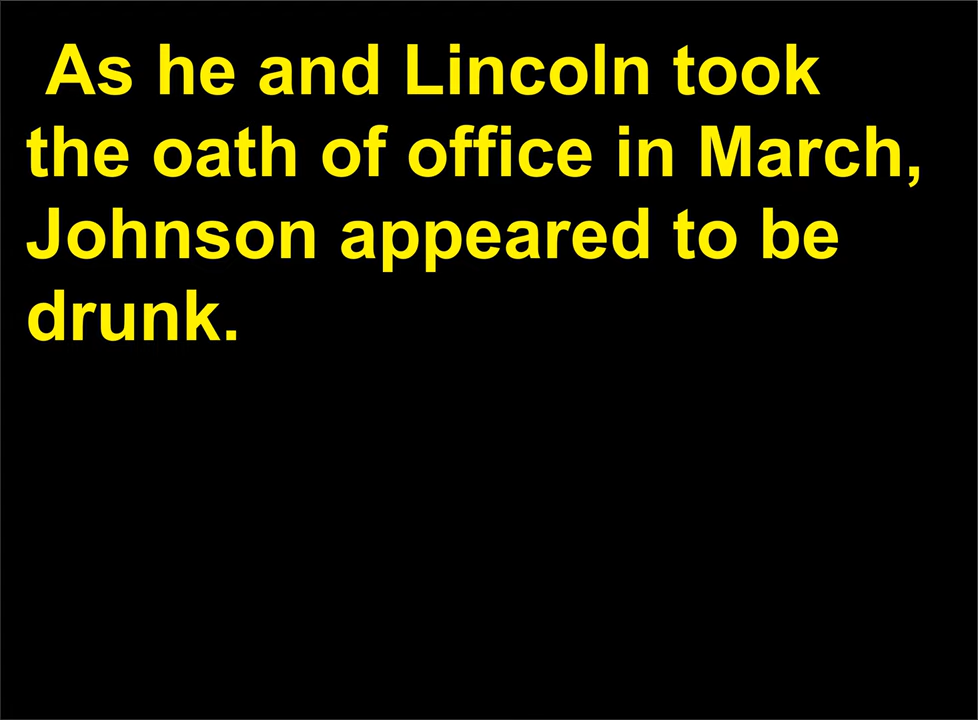 As he and Lincoln took
the oath of office in March,
Johnson appeared to be
drunk.